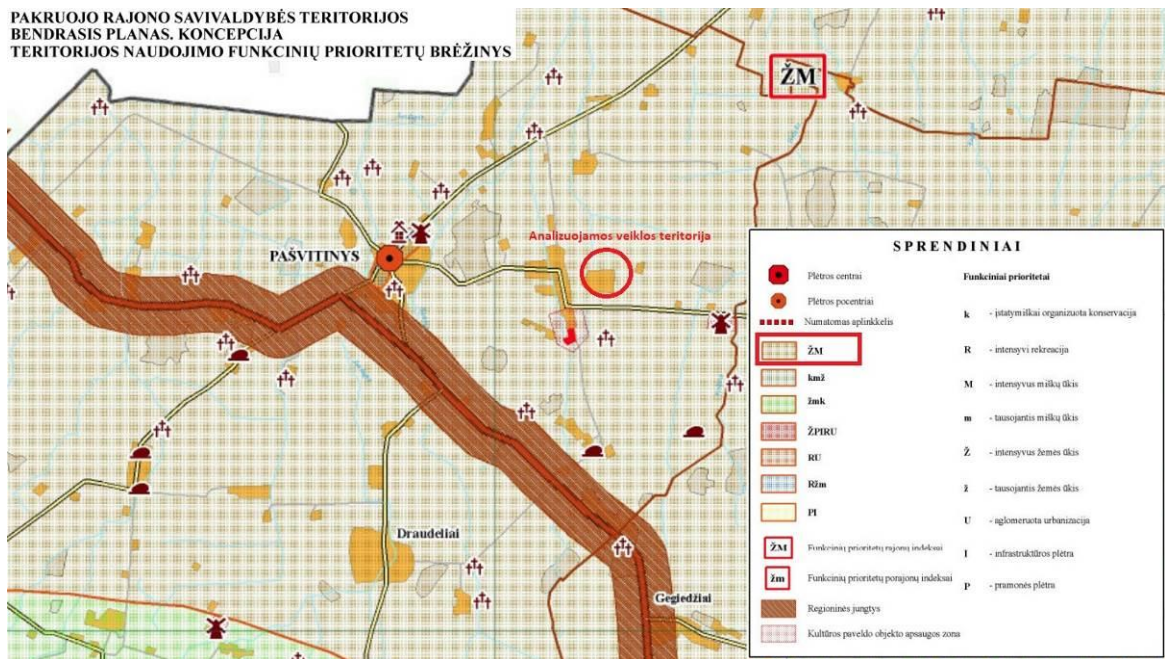 PAKRUOJO RAJONO SAVIVALDYBĖS TERITORIJOS
BENDRASIS PLANAS. KONCEPCIJA
TERITORIJOS NAUDOJIMO FUNKCINIŲ PRIORITETŲ BRĖŽINYS
ŽM
Analizuojamos veiklos teritorija
PAŠVITINYS
Draudeliai
Gegiedžiai
SPRENDINIAI
Plėtros centrai
Plėtros pocentriai
Numatomas aplinkkelis
ŽM
kmž
žmk
ŽPIRU
RU
Ržm
PI
ŽM Funkcinių prioritetų rajonų indeksai
žm Funkcinių prioritetų porajonų indeksai
Regioninės jungtys
Kultūros paveldo objekto apsaugos zona
Funkciniai prioritetai
k - įstatymiškai organizuota konservacija
R - intensyvi rekreacija
M - intensyvus miškų ūkis
m - tausojantis miškų ūkis
Ž - intensyvus žemės ūkis
ž - tausojantis žemės ūkis
U - aglomeruota urbanizacija
I - infrastruktūros plėtra
P - pramonės plėtra